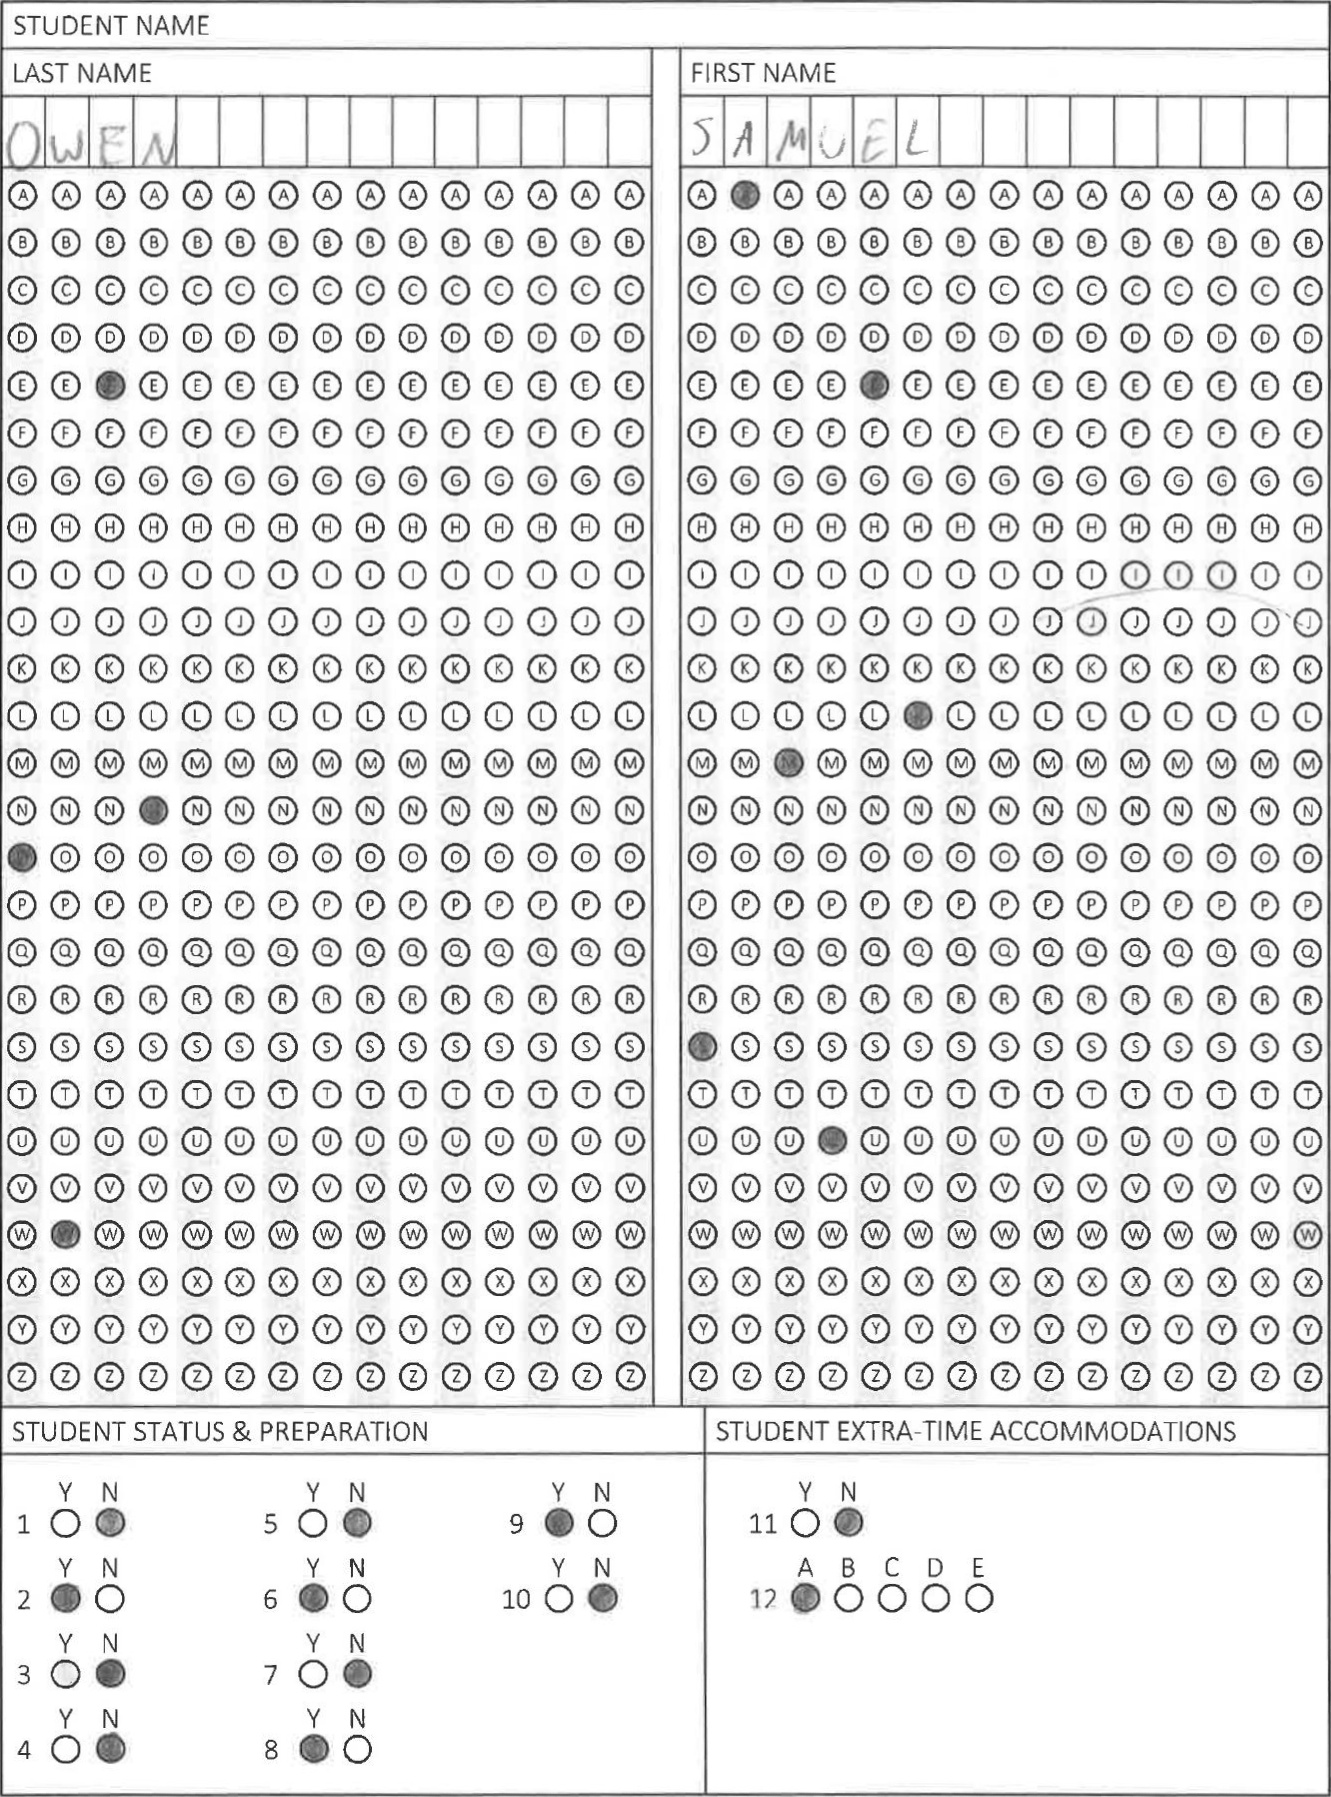 STUDENT NAME
LAST NAME FIRST NAME
OWEN SAMUEL
A A A A A A A A A A A A A A A A A A A A A A A A A A A A
B B B B B B B B B B B B B B B B B B B B B B B B B B B B B B
C C C C C C C C C C C C C C C C C C C C C C C C C C C C C C
D D D D D D D D D D D D D D D D D D D D D D D D D D D D D D
E E E E E E E E E E E E E E E E E E E E E E E E E E E E
F F F F F F F F F F F F F F F F F F F F F F F F F F F F F F
G G G G G G G G G G G G G G G G G G G G G G G G G G G G G G
H H H H H H H H H H H H H H H H H H H H H H H H H H H H H H
I I I I I I I I I I I I I I I I I I I I I I I I I I I I I I
J J J J J J J J J J J J J J J J J J J J J J J J J J J J J J
K K K K K K K K K K K K K K K K K K K K K K K K K K K K K K
L L L L L L L L L L L L L L L L L L L L L L L L L L L L L
M M M M M M M M M M M M M M M M M M M M M M M M M M M M M M
N N N N N N N N N N N N N N N N N N N N N N N N N N N N N
O O O O O O O O O O O O O O O O O O O O O O O O O O O O O
P P P P P P P P P P P P P P P P P P P P P P P P P P P P P P
Q Q Q Q Q Q Q Q Q Q Q Q Q Q Q Q Q Q Q Q Q Q Q Q Q Q Q Q Q Q
R R R R R R R R R R R R R R R R R R R R R R R R R R R R R R
S S S S S S S S S S S S S S S S S S S S S S S S S S S S S
T T T T T T T T T T T T T T T T T T T T T T T T T T T T T T
U U U U U U U U U U U U U U U U U U U U U U U U U U U U U
V V V V V V V V V V V V V V V V V V V V V V V V V V V V V V
W W W W W W W W W W W W W W W W W W W W W W W W W W W W W W
X X X X X X X X X X X X X X X X X X X X X X X X X X X X X X
Y Y Y Y Y Y Y Y Y Y Y Y Y Y Y Y Y Y Y Y Y Y Y Y Y Y Y Y Y Y
Z Z Z Z Z Z Z Z Z Z Z Z Z Z Z Z Z Z Z Z Z Z Z Z Z Z Z Z Z Z
STUDENT STATUS & PREPARATION
Y N
1
Y N
2
Y N
3
Y N
4
Y N
5
Y N
6
Y N
7
Y N
8
Y N
9
Y N
10
STUDENT EXTRA-TIME ACCOMMODATIONS
Y N
11
A B C D E
12